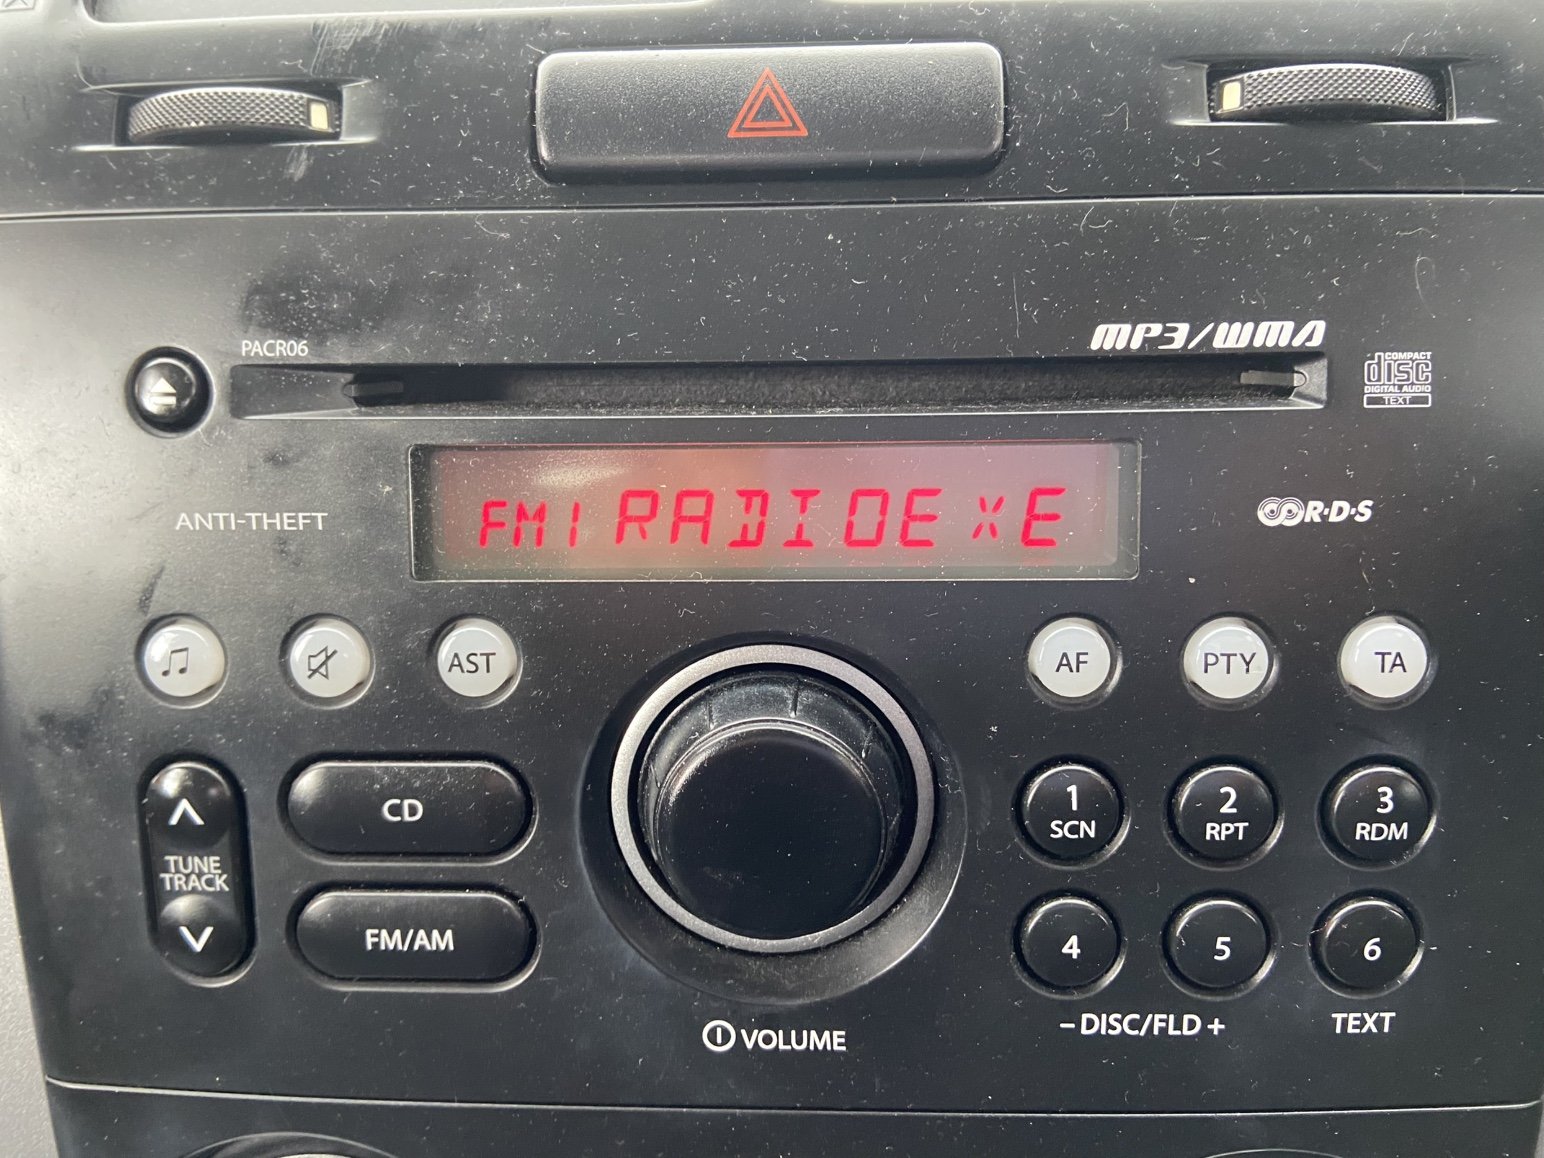 PACR06
MP3/WMA
COMPACT
disc
DIGITAL AUDIO
TEXT
ANTI-THEFT
FM1 RADIOExE
R·D·S
AST
AF
PTY
TA
TUNE
TRACK
CD
FM/AM
1
SCN
2
RPT
3
RDM
4
5
6
VOLUME
– DISC/FLD +
TEXT